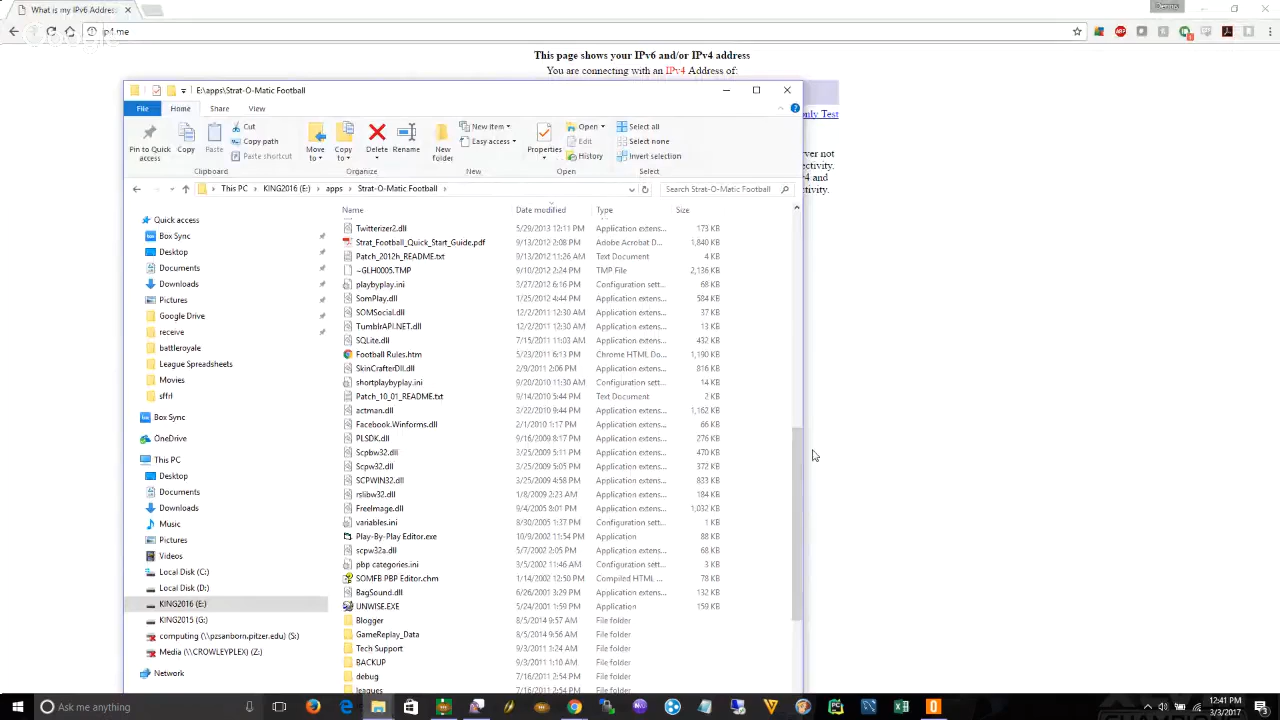 What is my IPv6 Addres
Demo
ip4.me
This page shows your IPv6 and/or IPv4 address
You are connecting with an IPv4 Address of:
E:\apps\Strat-O-Matic Football
only Test
File
Home
Share
View
Pin to Quick access
Copy
Paste
Cut
Copy path
Paste shortcut
Clipboard
Move to
Copy to
Delete
Rename
Organize
New folder
New item
Easy access
New
Properties
Open
Edit
History
Open
Select all
Select none
Invert selection
Select
This PC
KING2016 (E:)
apps
Strat-O-Matic Football
Search Strat-O-Matic Football
Name Date modified Type Size
Quick access
Box Sync
Desktop
Documents
Downloads
Pictures
Google Drive
receive
battleroyale
League Spreadsheets
Movies
sffrl
Box Sync
OneDrive
This PC
Desktop
Documents
Downloads
Music
Pictures
Videos
Local Disk (C:)
Local Disk (D:)
KING2016 (E:)
KING2015 (G:)
computing (\\pzsanborn.pitzer.edu) (S:)
Media (\\CROWLEYPLEX) (Z:)
Network
Twitterizer2.dll 5/29/2013 12:11 PM Application extens... 173 KB
Strat_Football_Quick_Start_Guide.pdf 9/13/2012 2:08 PM Adobe Acrobat D... 1,840 KB
Patch_2012h_README.txt 9/13/2012 11:26 AM Text Document 4 KB
~GLH0005.TMP 9/10/2012 2:24 PM TMP File 2,136 KB
playbyplay.ini 3/27/2012 6:16 PM Configuration sett... 68 KB
SomPlay.dll 1/25/2012 4:44 PM Application extens... 584 KB
SOMSocial.dll 12/2/2011 12:30 AM Application extens... 37 KB
TumblrAPI.NET.dll 12/2/2011 12:30 AM Application extens... 13 KB
SQLite.dll 7/15/2011 11:03 AM Application extens... 432 KB
Football Rules.htm 5/23/2011 6:13 PM Chrome HTML Do... 1,190 KB
SkinCrafterDll.dll 2/9/2011 2:06 PM Application extens... 816 KB
shortplaybyplay.ini 9/20/2010 11:30 AM Configuration sett... 14 KB
Patch_10_01_README.txt 9/14/2010 5:44 PM Text Document 2 KB
actman.dll 3/22/2010 9:44 PM Application extens... 1,162 KB
Facebook.Winforms.dll 2/1/2010 1:17 PM Application extens... 66 KB
PLSDK.dll 9/16/2009 8:17 PM Application extens... 276 KB
Scpbw32.dll 3/25/2009 5:11 PM Application extens... 470 KB
Scpw32.dll 3/25/2009 5:05 PM Application extens... 372 KB
SCPWIN32.dll 3/25/2009 4:58 PM Application extens... 833 KB
rslibw32.dll 1/8/2009 2:23 AM Application extens... 184 KB
FreeImage.dll 9/4/2005 8:01 PM Application extens... 1,032 KB
variables.ini 8/30/2005 1:37 PM Configuration sett... 1 KB
Play-By-Play Editor.exe 10/9/2002 11:54 PM Application 88 KB
scpw32a.dll 5/7/2002 2:05 PM Application extens... 68 KB
pbp categories.ini 3/5/2002 11:46 AM Configuration sett... 3 KB
SOMFB PBP Editor.chm 1/14/2002 12:50 PM Compiled HTML ... 78 KB
BagSound.dll 6/26/2001 3:29 PM Application extens... 132 KB
UNWISE.EXE 5/24/2001 1:59 PM Application 159 KB
Blogger 8/5/2014 9:57 AM File folder
GameReplay_Data 8/5/2014 9:56 AM File folder
Tech Support 9/3/2011 1:24 AM File folder
BACKUP 9/3/2011 1:10 AM File folder
debug 7/16/2011 2:54 PM File folder
leagues 7/16/2011 2:54 PM File folder
ver not
ectivity.
v4 and
tivity.
Ask me anything
12:41 PM
3/3/2017